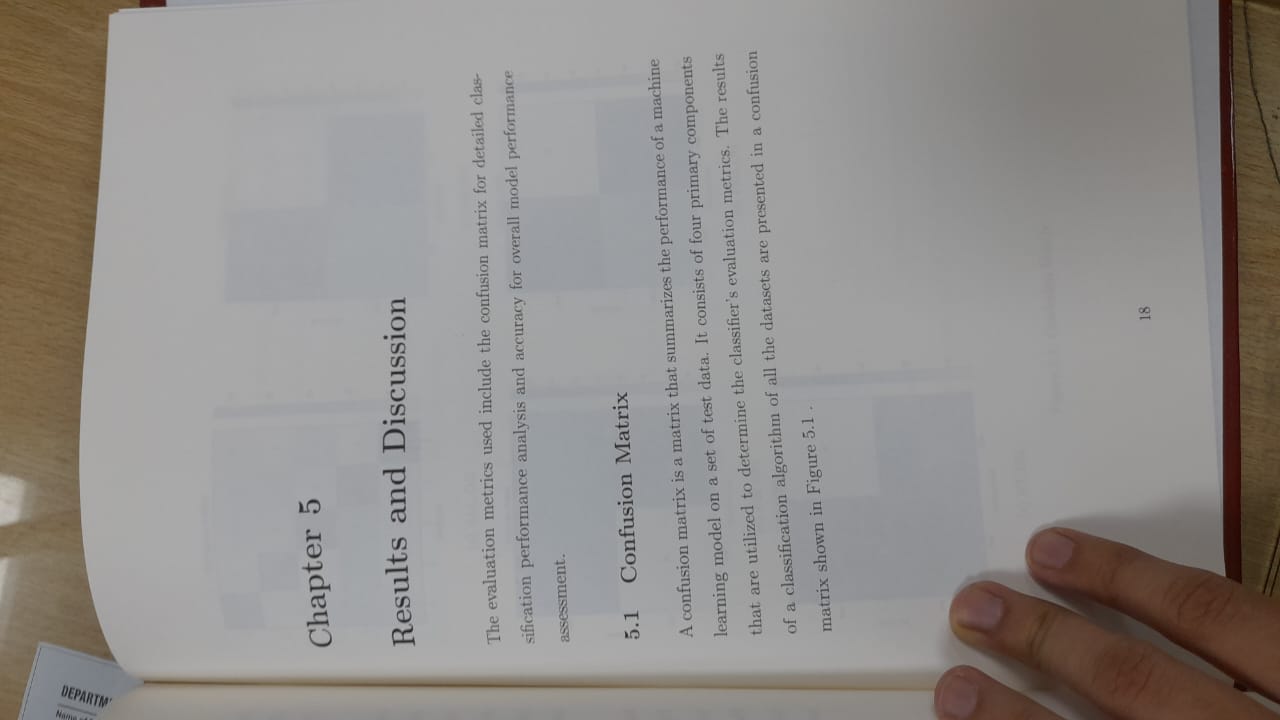 Chapter 5
Results and Discussion
The evaluation metrics used include the confusion matrix for detailed clas-
sification performance analysis and accuracy for overall model performance
assessment.
5.1 Confusion Matrix
A confusion matrix is a matrix that summarizes the performance of a machine
learning model on a set of test data. It consists of four primary components
that are utilized to determine the classifier's evaluation metrics. The results
of a classification algorithm of all the datasets are presented in a confusion
matrix shown in Figure 5.1 .
18
DEPARTM
Name of